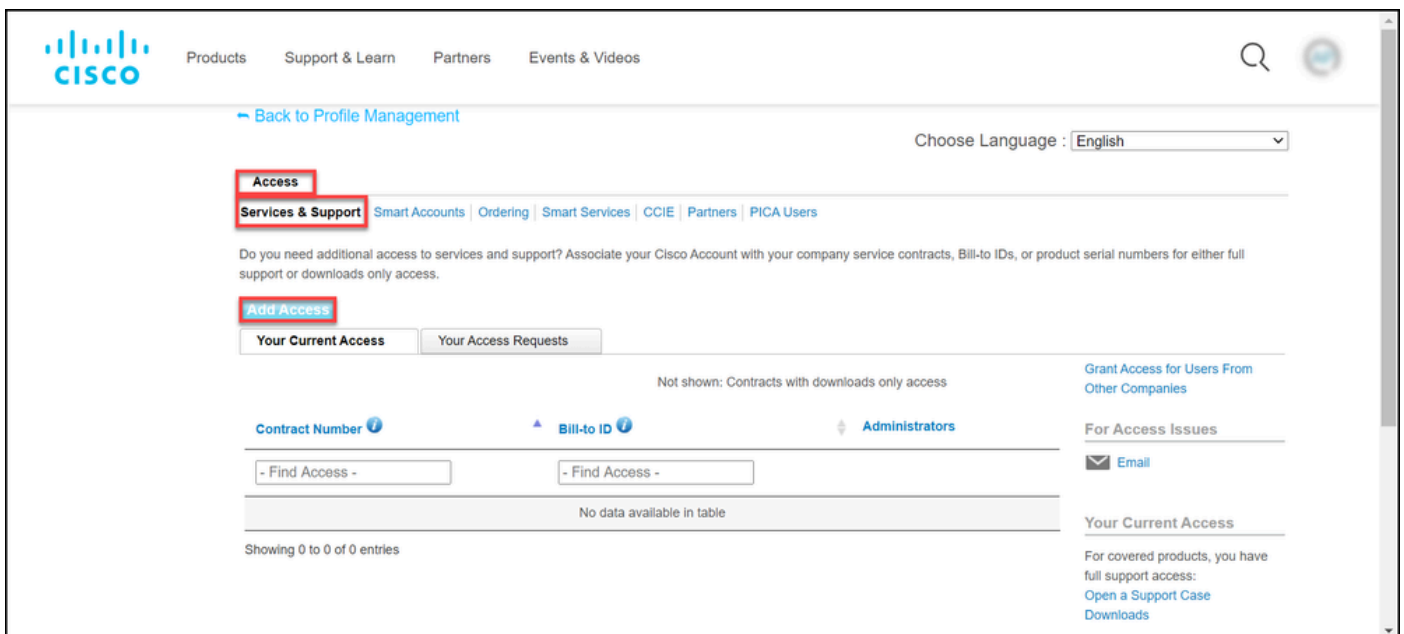 CISCO
Products Support & Learn Partners Events & Videos
Back to Profile Management
Choose Language : English
Access
Services & Support Smart Accounts Ordering Smart Services CCIE Partners PICA Users
Do you need additional access to services and support? Associate your Cisco Account with your company service contracts, Bill-to IDs, or product serial numbers for either full
support or downloads only access.
Add Access
Your Current Access Your Access Requests
Not shown: Contracts with downloads only access
Contract Number Bill-to ID Administrators
- Find Access - - Find Access -
No data available in table
Showing 0 to 0 of 0 entries
Grant Access for Users From
Other Companies
For Access Issues
Email
Your Current Access
For covered products, you have
full support access:
Open a Support Case
Downloads